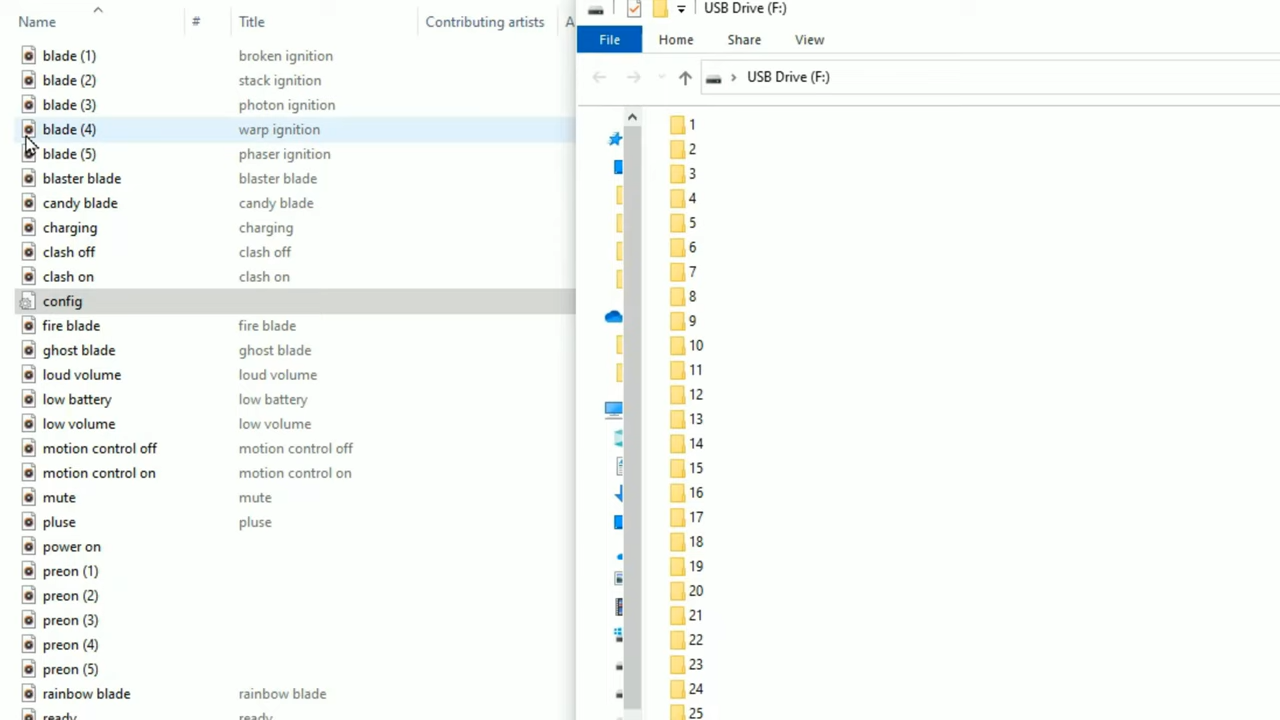 Name # Title Contributing artists A
blade (1) broken ignition
blade (2) stack ignition
blade (3) photon ignition
blade (4) warp ignition
blade (5) phaser ignition
blaster blade blaster blade
candy blade candy blade
charging charging
clash off clash off
clash on clash on
config
fire blade fire blade
ghost blade ghost blade
loud volume loud volume
low battery low battery
low volume low volume
motion control off motion control off
motion control on motion control on
mute mute
pluse pluse
power on
preon (1)
preon (2)
preon (3)
preon (4)
preon (5)
rainbow blade rainbow blade
ready ready
USB Drive (F:)
File Home Share View
USB Drive (F:)
1
2
3
4
5
6
7
8
9
10
11
12
13
14
15
16
17
18
19
20
21
22
23
24
25